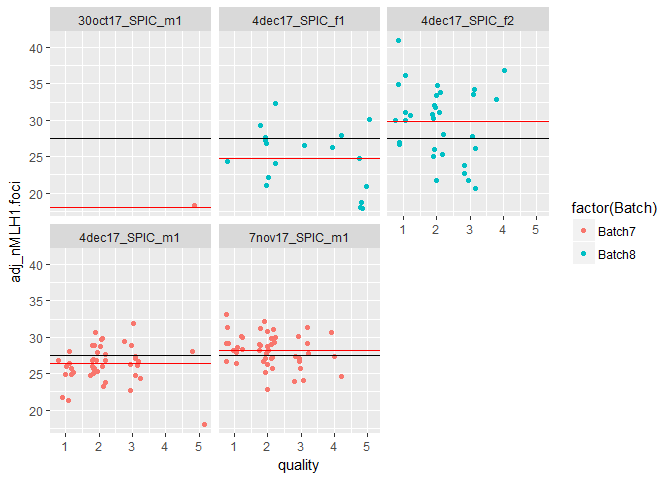 30oct17_SPIC_m1 4dec17_SPIC_f1 4dec17_SPIC_f2
40
35
30
25
20
1 2 3 4 5
4dec17_SPIC_m1 7nov17_SPIC_m1
40
35
30
25
20
1 2 3 4 5 1 2 3 4 5
adj_nMLH1.foci
quality
factor(Batch)
Batch7
Batch8